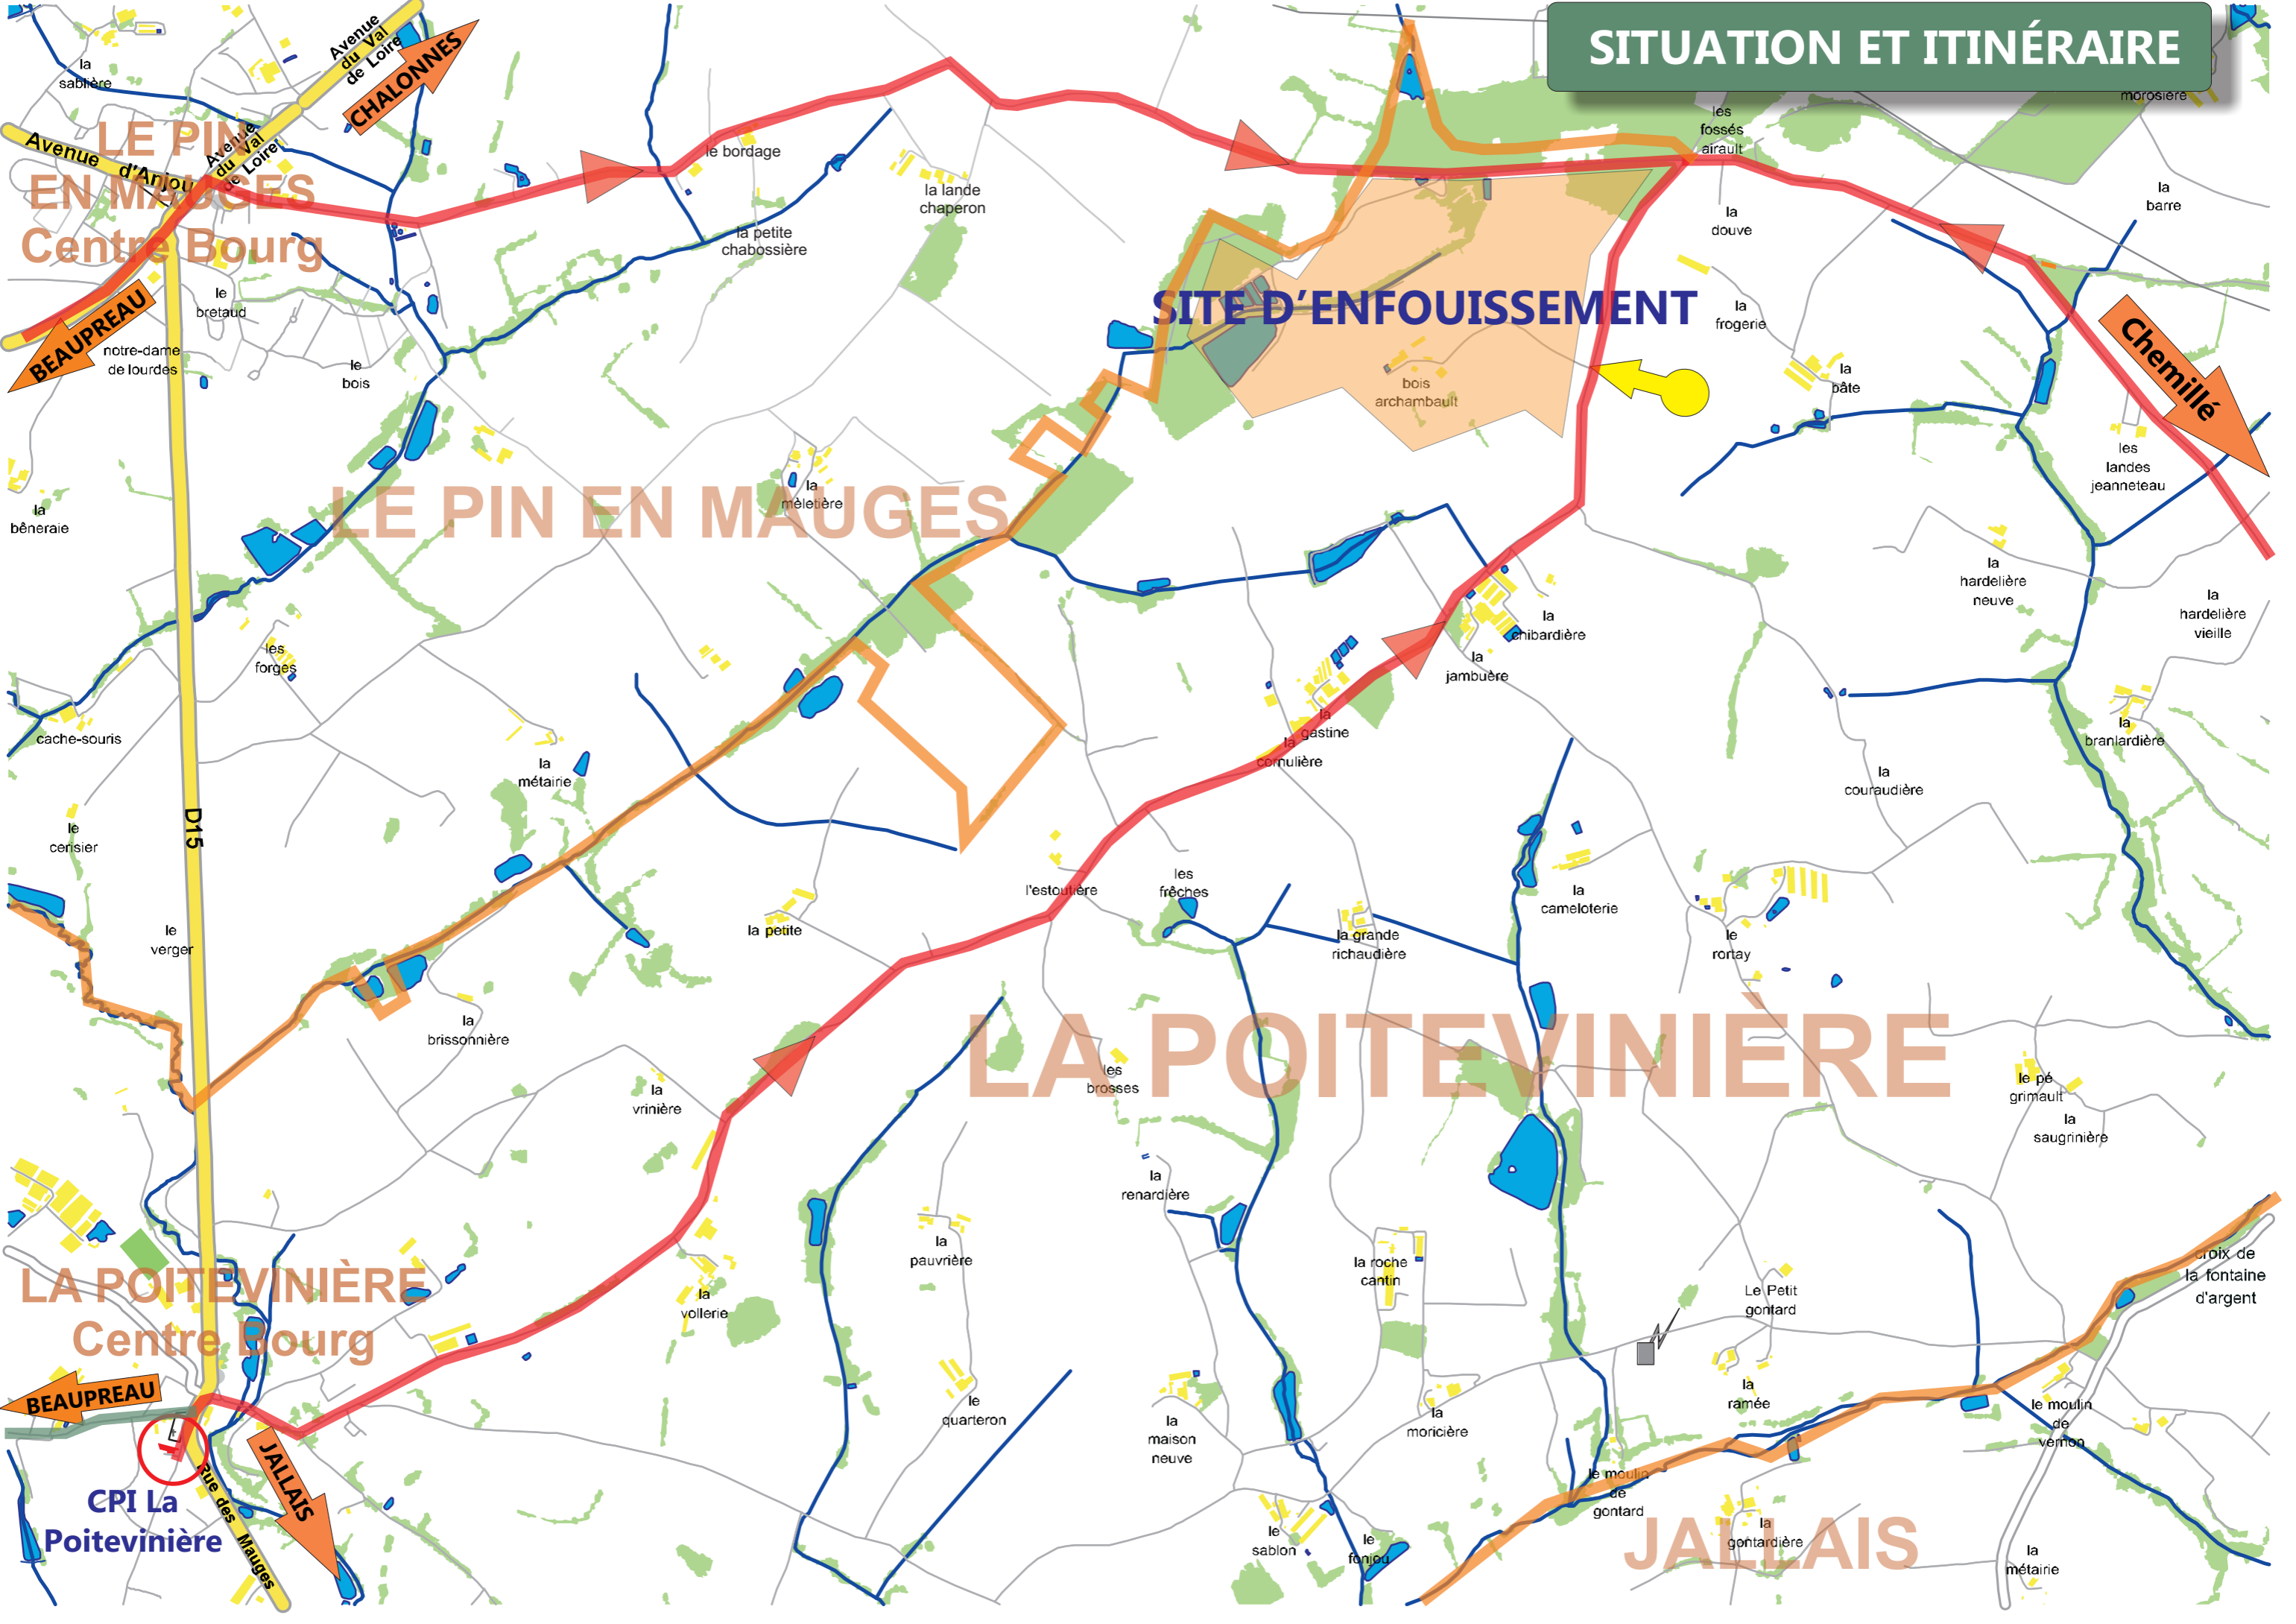 SITUATION ET ITINÉRAIRE
Avenue
du Val
de Loire
CHALONNES
la
sablière
morosière
les
fossés
airault
LE PIN
EN MAUGES
Centre Bourg
Avenue
d'Anjou
Avenue
du Val
de Loire
le bordage
la lande
chaperon
la petite
chabossière
la
barre
la
douve
le
bretaud
BEAUPREAU
SITE D'ENFOUISSEMENT
la
frogerie
Chemillé
notre-dame
de lourdes
le
bois
bois
archambault
la
bâte
les
landes
jeanneteau
la
bêneraie
LE PIN EN MAUGES
la
mèletière
la
hardelière
neuve
la
hardelière
vieille
la
chibardière
la
jambuère
les
forges
la
gastine
la
cornulière
cache-souris
la
branlardière
la
métairie
la
couraudière
D15
le
cerisier
l'estoutière
les
frêches
la
cameloterie
le
verger
la petite
la grande
richaudière
le
rortay
la
brissonnière
LA POITEVINIÈRE
la
vrinière
les
brosses
le pé
grimault
la
saugrinière
la
renardière
la
pauvrière
la roche
cantin
croix de
la fontaine
d'argent
LA POITEVINIÈRE
Centre Bourg
la
vollerie
Le Petit
gontard
BEAUPREAU
le
quarteron
la
ramée
la
maison
neuve
la
moricière
le moulin
de
vernon
JALLAIS
Rue des Mauges
CPI La
Poitevinière
le moulin
de
gontard
le
sablon
le
fonjou
JALLAIS
la
gontardière
la
métairie